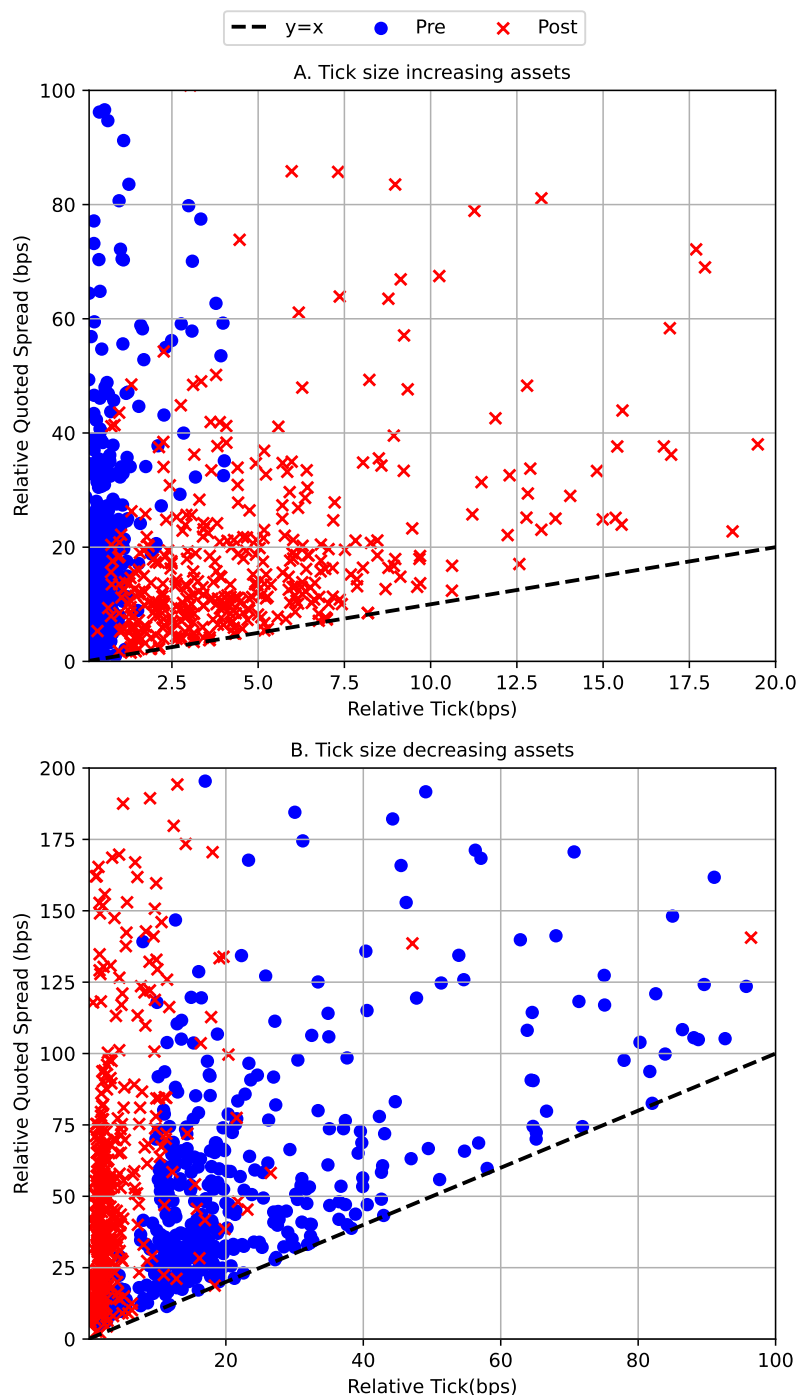 y=x Pre Post
A. Tick size increasing assets
100
80
60
40
20
0
Relative Quoted Spread (bps)
2.5 5.0 7.5 10.0 12.5 15.0 17.5 20.0
Relative Tick(bps)
B. Tick size decreasing assets
200
175
150
125
100
75
50
25
0
Relative Quoted Spread (bps)
20 40 60 80 100
Relative Tick(bps)